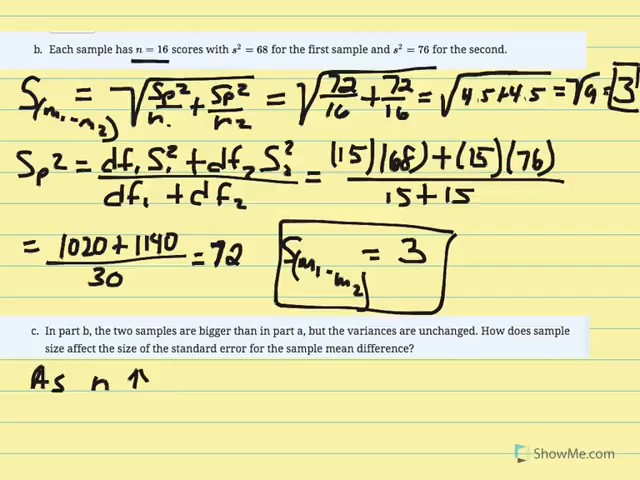 b. Each sample has n = 16 scores with s² = 68 for the first sample and s² = 76 for the second.
S(m₁-m₂) = √(Sp²/n₁ + Sp²/n₂) = √(72/16 + 72/16) = √(4.5+4.5) = √9 = 3
Sp² = (df₁ S₁² + df₂ S₂²)/(df₁ + df₂) = ((15)(68) + (15)(76))/(15+15)
= (1020+1140)/30 = 72 S(m₁-m₂) = 3
c. In part b, the two samples are bigger than in part a, but the variances are unchanged. How does sample
size affect the size of the standard error for the sample mean difference?
As n ↑
ShowMe.com